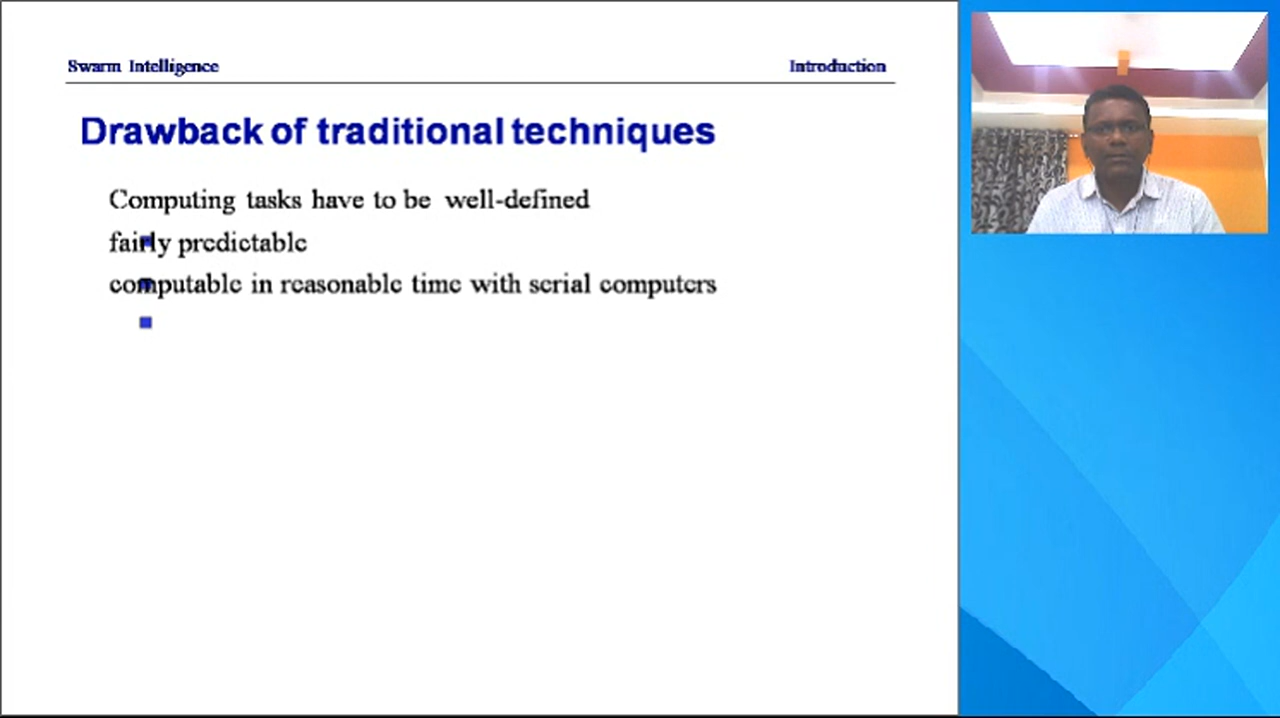 Swarm Intelligence Introduction
Drawback of traditional techniques
Computing tasks have to be well-defined
fairly predictable
computable in reasonable time with serial computers